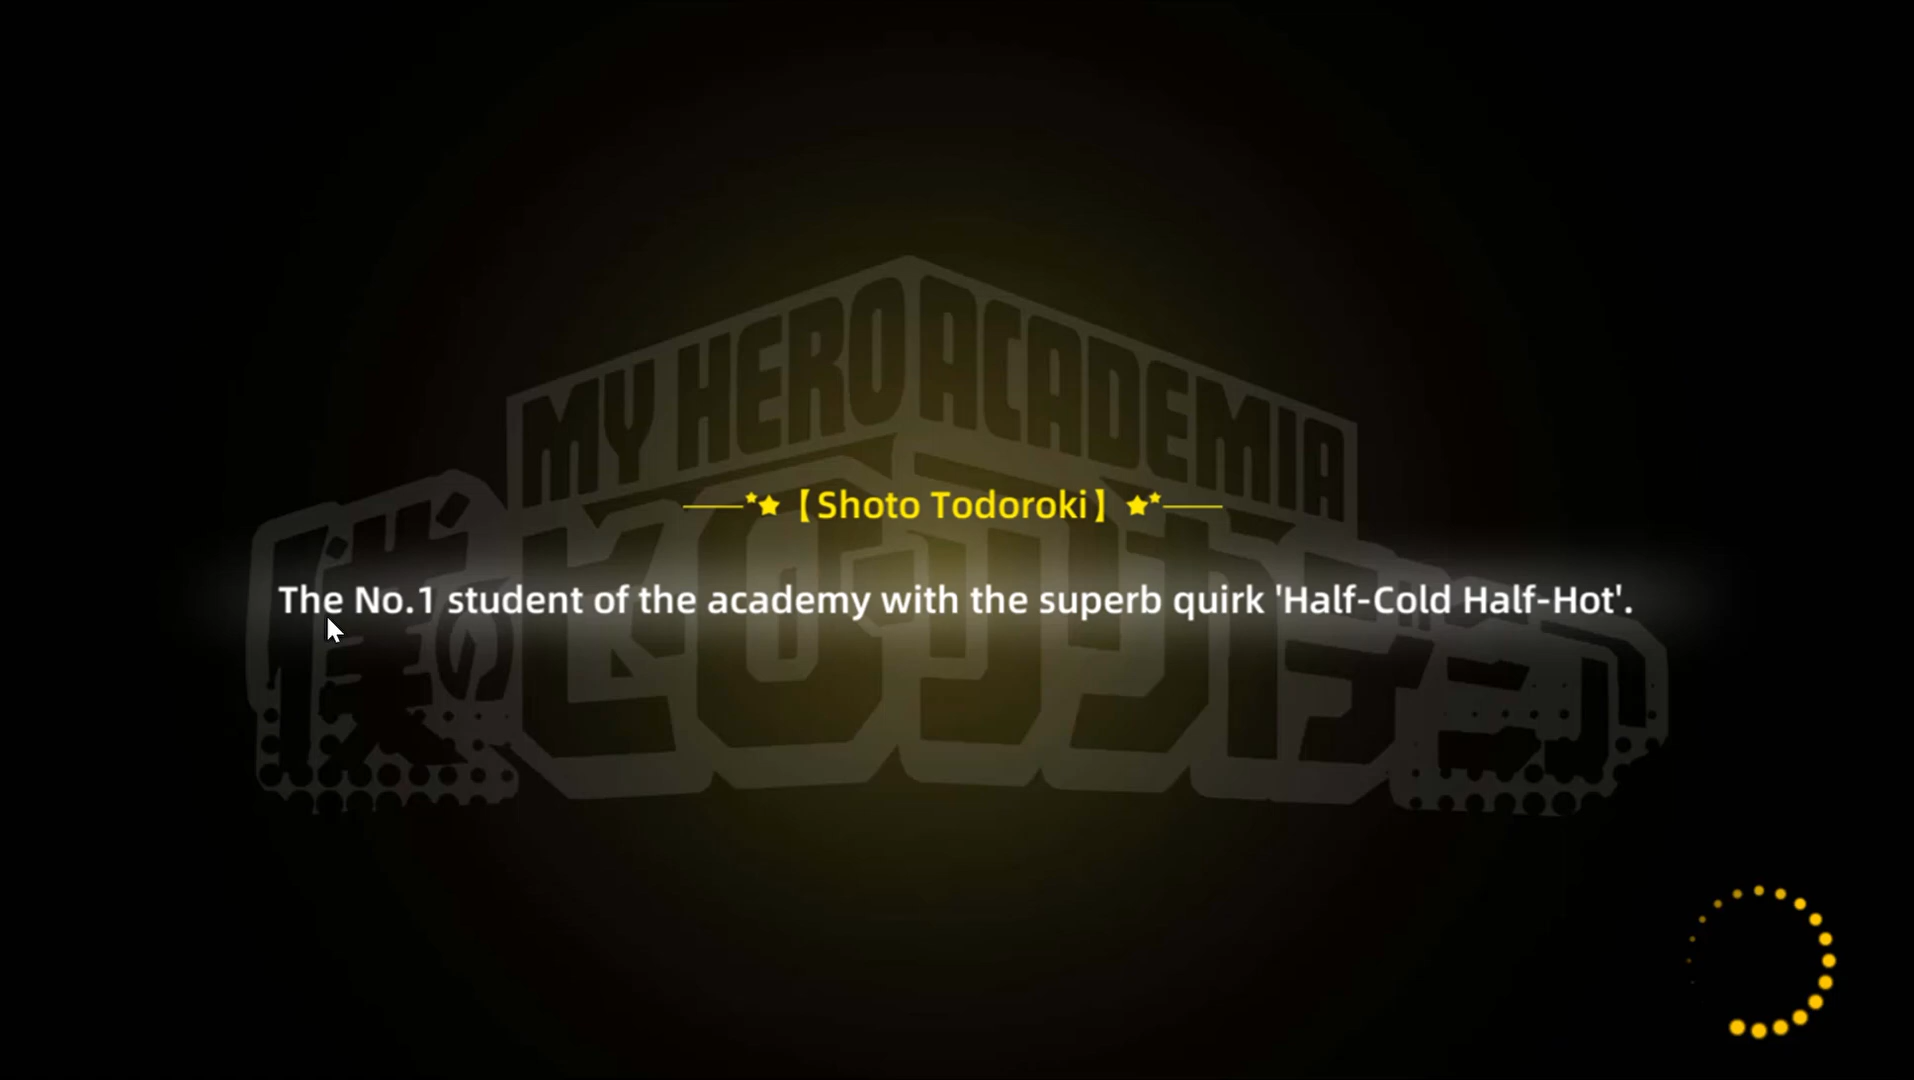 MY HERO ACADEMIA
僕のヒーローアカデミア
【Shoto Todoroki】
The No.1 student of the academy with the superb quirk 'Half-Cold Half-Hot'.